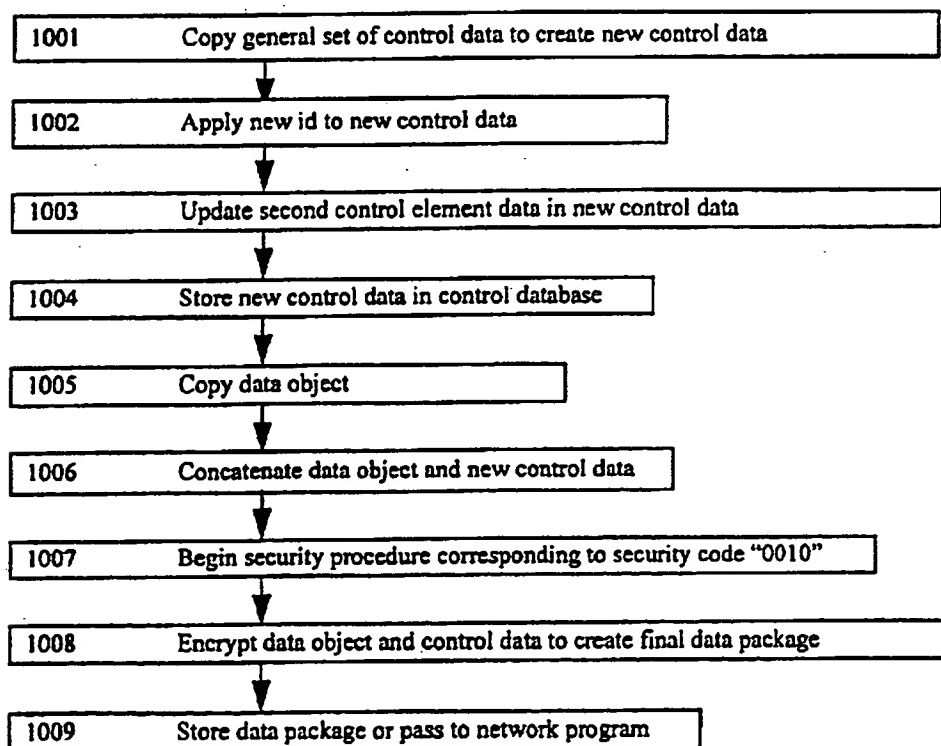 1001 Copy general set of control data to create new control data
1002 Apply new id to new control data
1003 Update second control element data in new control data
1004 Store new control data in control database
1005 Copy data object
1006 Concatenate data object and new control data
1007 Begin security procedure corresponding to security code “0010”
1008 Encrypt data object and control data to create final data package
1009 Store data package or pass to network program